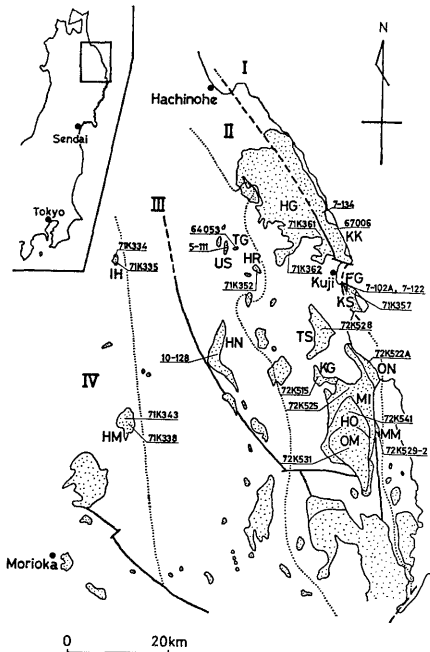 N
I
Hachinohe
II
Sendai
Tokyo
III
HG
7-134
KK
71K361
67006
64053
TG
5-111
US
HR
71K362
Kuji
FG
7-102A, 7-122
KS
71K357
71K334
IH
71K335
71K352
TS
72K528
HN
10-128
72K522A
KG
ON
72K515
MI
72K525
IV
HO
72K541
71K343
OM
MM
HM
71K338
72K531
72K529-2
Morioka
0 20km